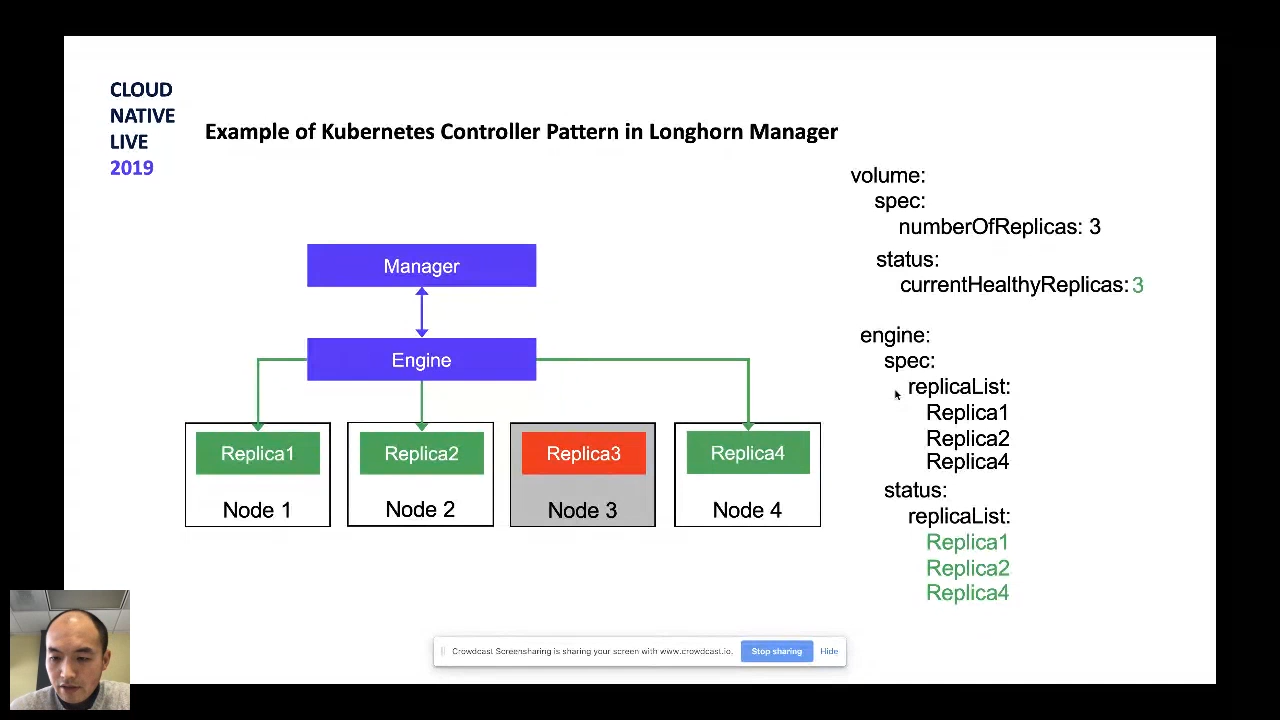 CLOUD
NATIVE
LIVE
2019
Example of Kubernetes Controller Pattern in Longhorn Manager
volume:
spec:
numberOfReplicas: 3
status:
currentHealthyReplicas: 3
engine:
spec:
replicaList:
Replica1
Replica2
Replica4
status:
replicaList:
Replica1
Replica2
Replica4
Manager
Engine
Replica1
Node 1
Replica2
Node 2
Replica3
Node 3
Replica4
Node 4
Crowdcast Screensharing is sharing your screen with www.crowdcast.io.
Stop sharing
Hide